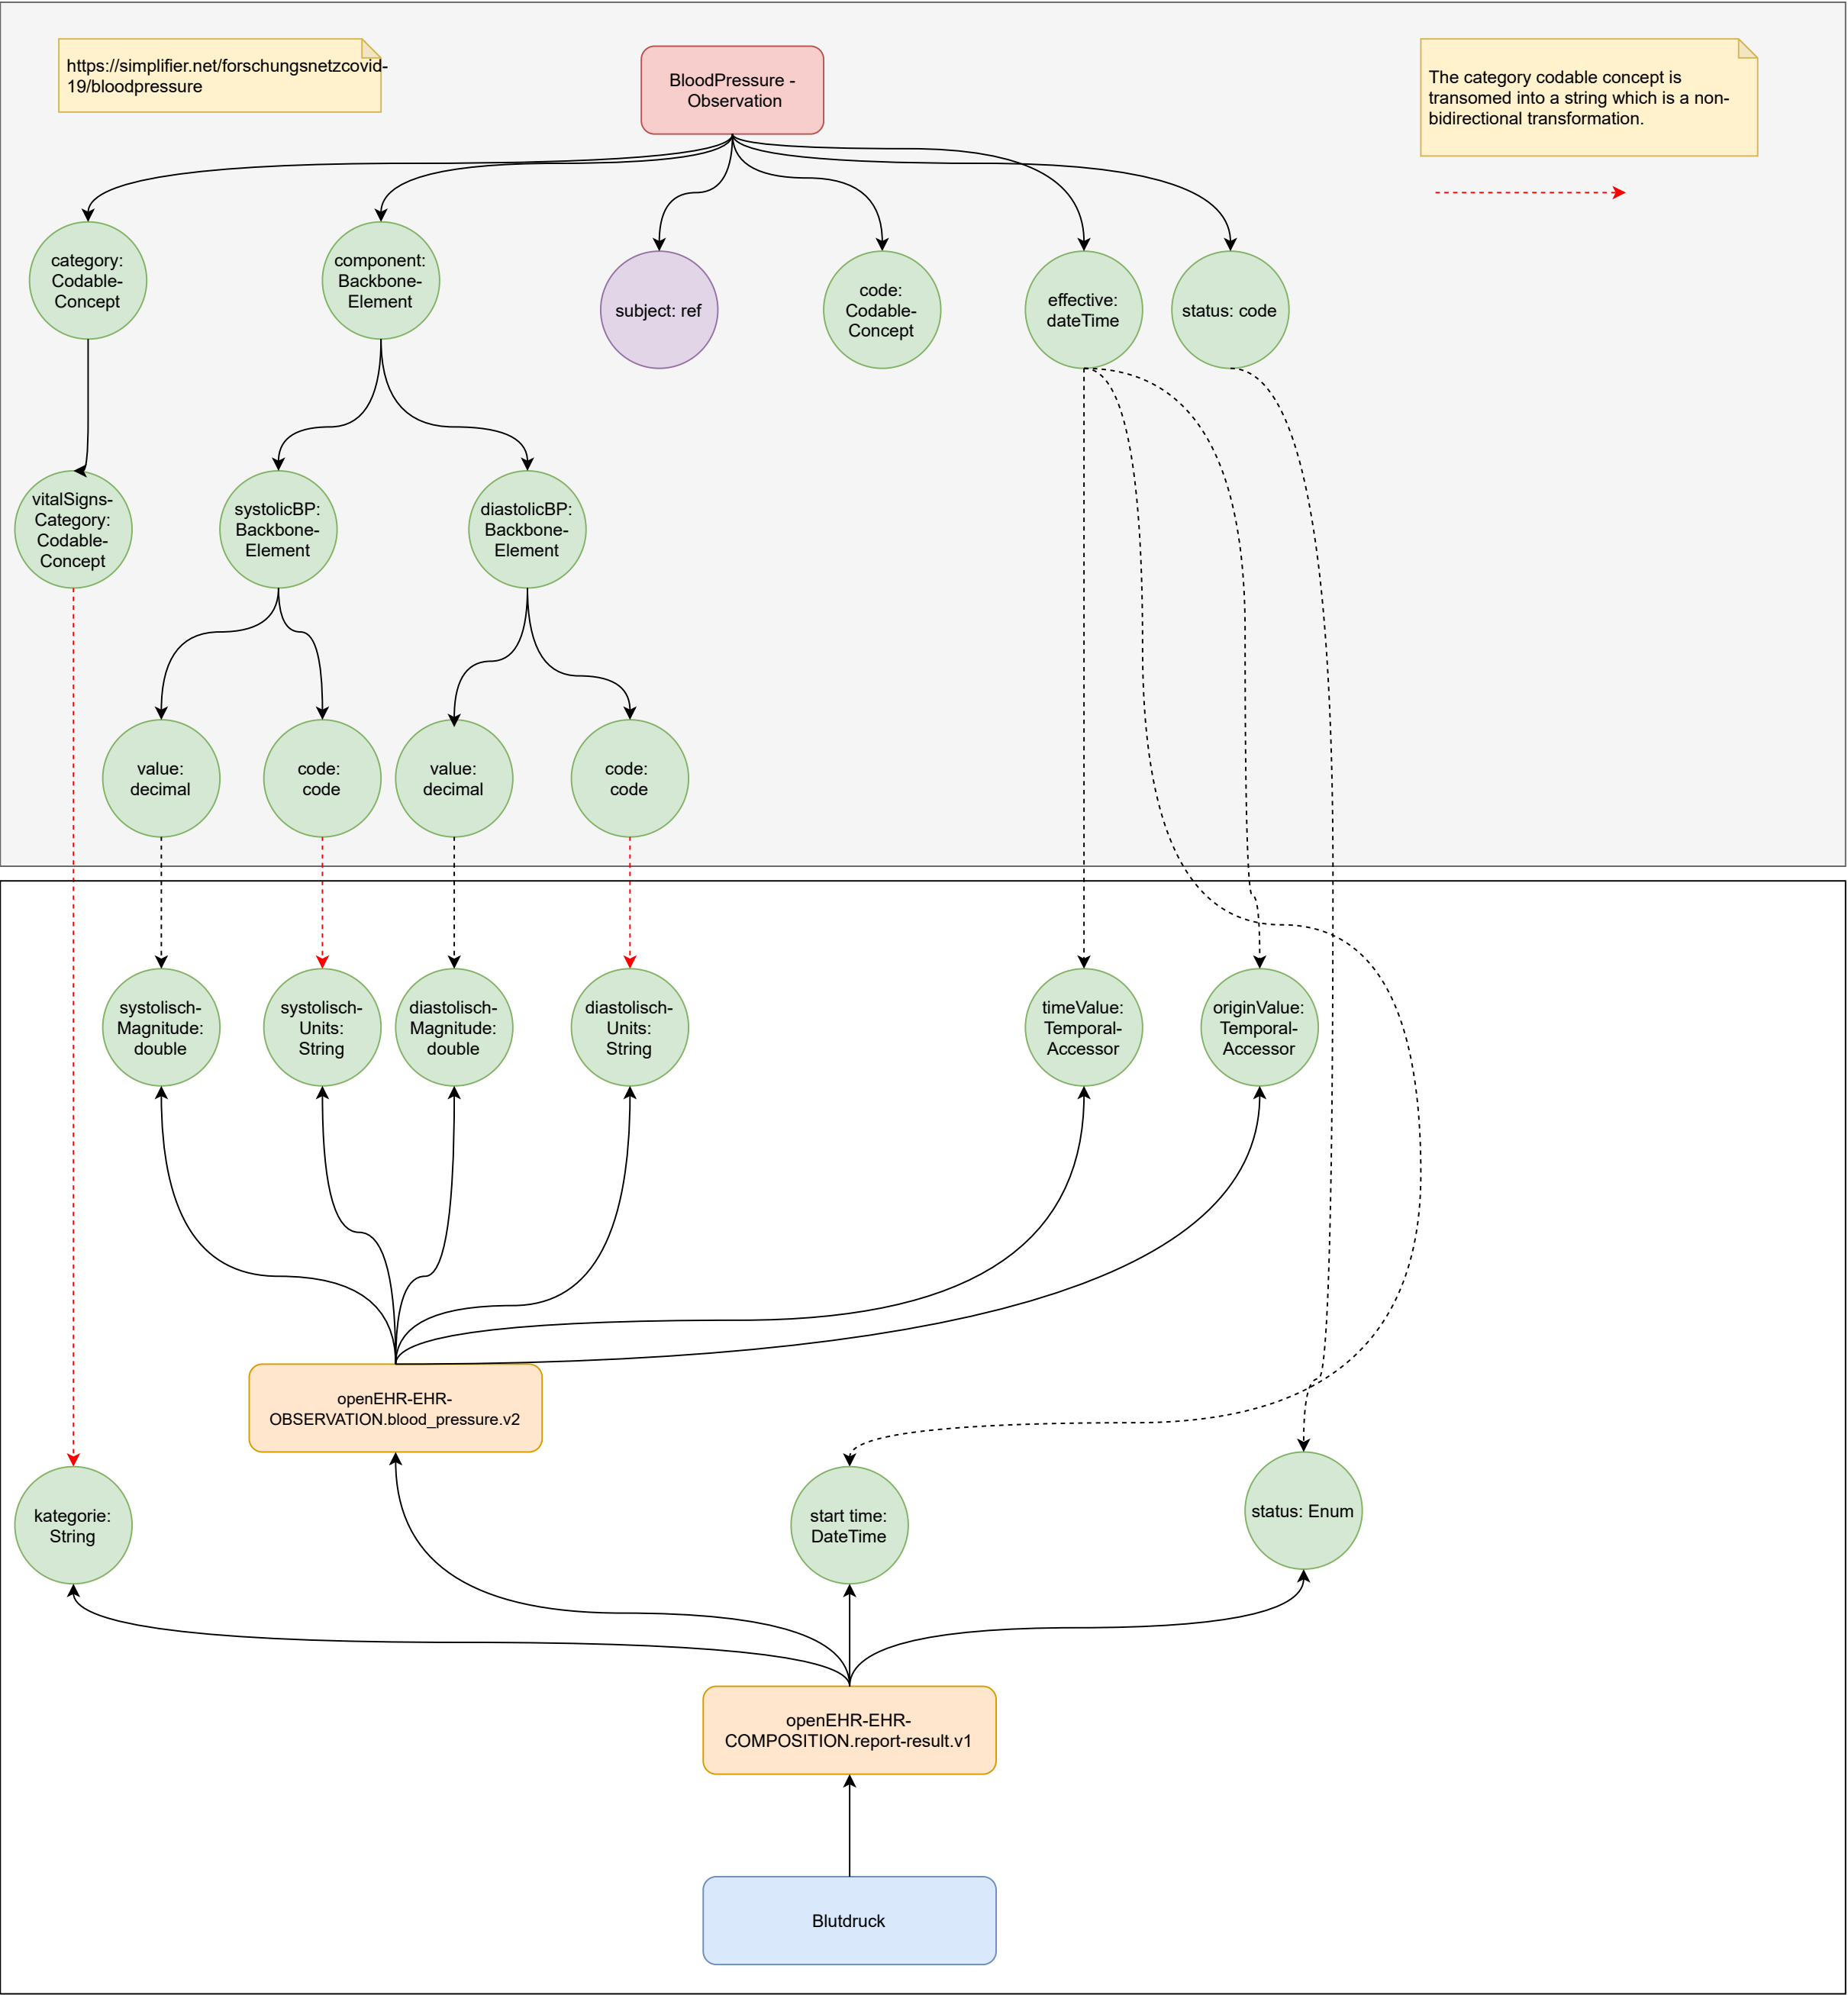 https://simplifier.net/forschungsnetzcovid-
19/bloodpressure
BloodPressure -
Observation
The category codable concept is
transomed into a string which is a non-
bidirectional transformation.
category:
Codable-
Concept
component:
Backbone-
Element
subject: ref
code:
Codable-
Concept
effective:
dateTime
status: code
vitalSigns-
Category:
Codable-
Concept
systolicBP:
Backbone-
Element
diastolicBP:
Backbone-
Element
value:
decimal
code:
code
value:
decimal
code:
code
systolisch-
Magnitude:
double
systolisch-
Units:
String
diastolisch-
Magnitude:
double
diastolisch-
Units:
String
timeValue:
Temporal-
Accessor
originValue:
Temporal-
Accessor
openEHR-EHR-
OBSERVATION.blood_pressure.v2
kategorie:
String
start time:
DateTime
status: Enum
openEHR-EHR-
COMPOSITION.report-result.v1
Blutdruck